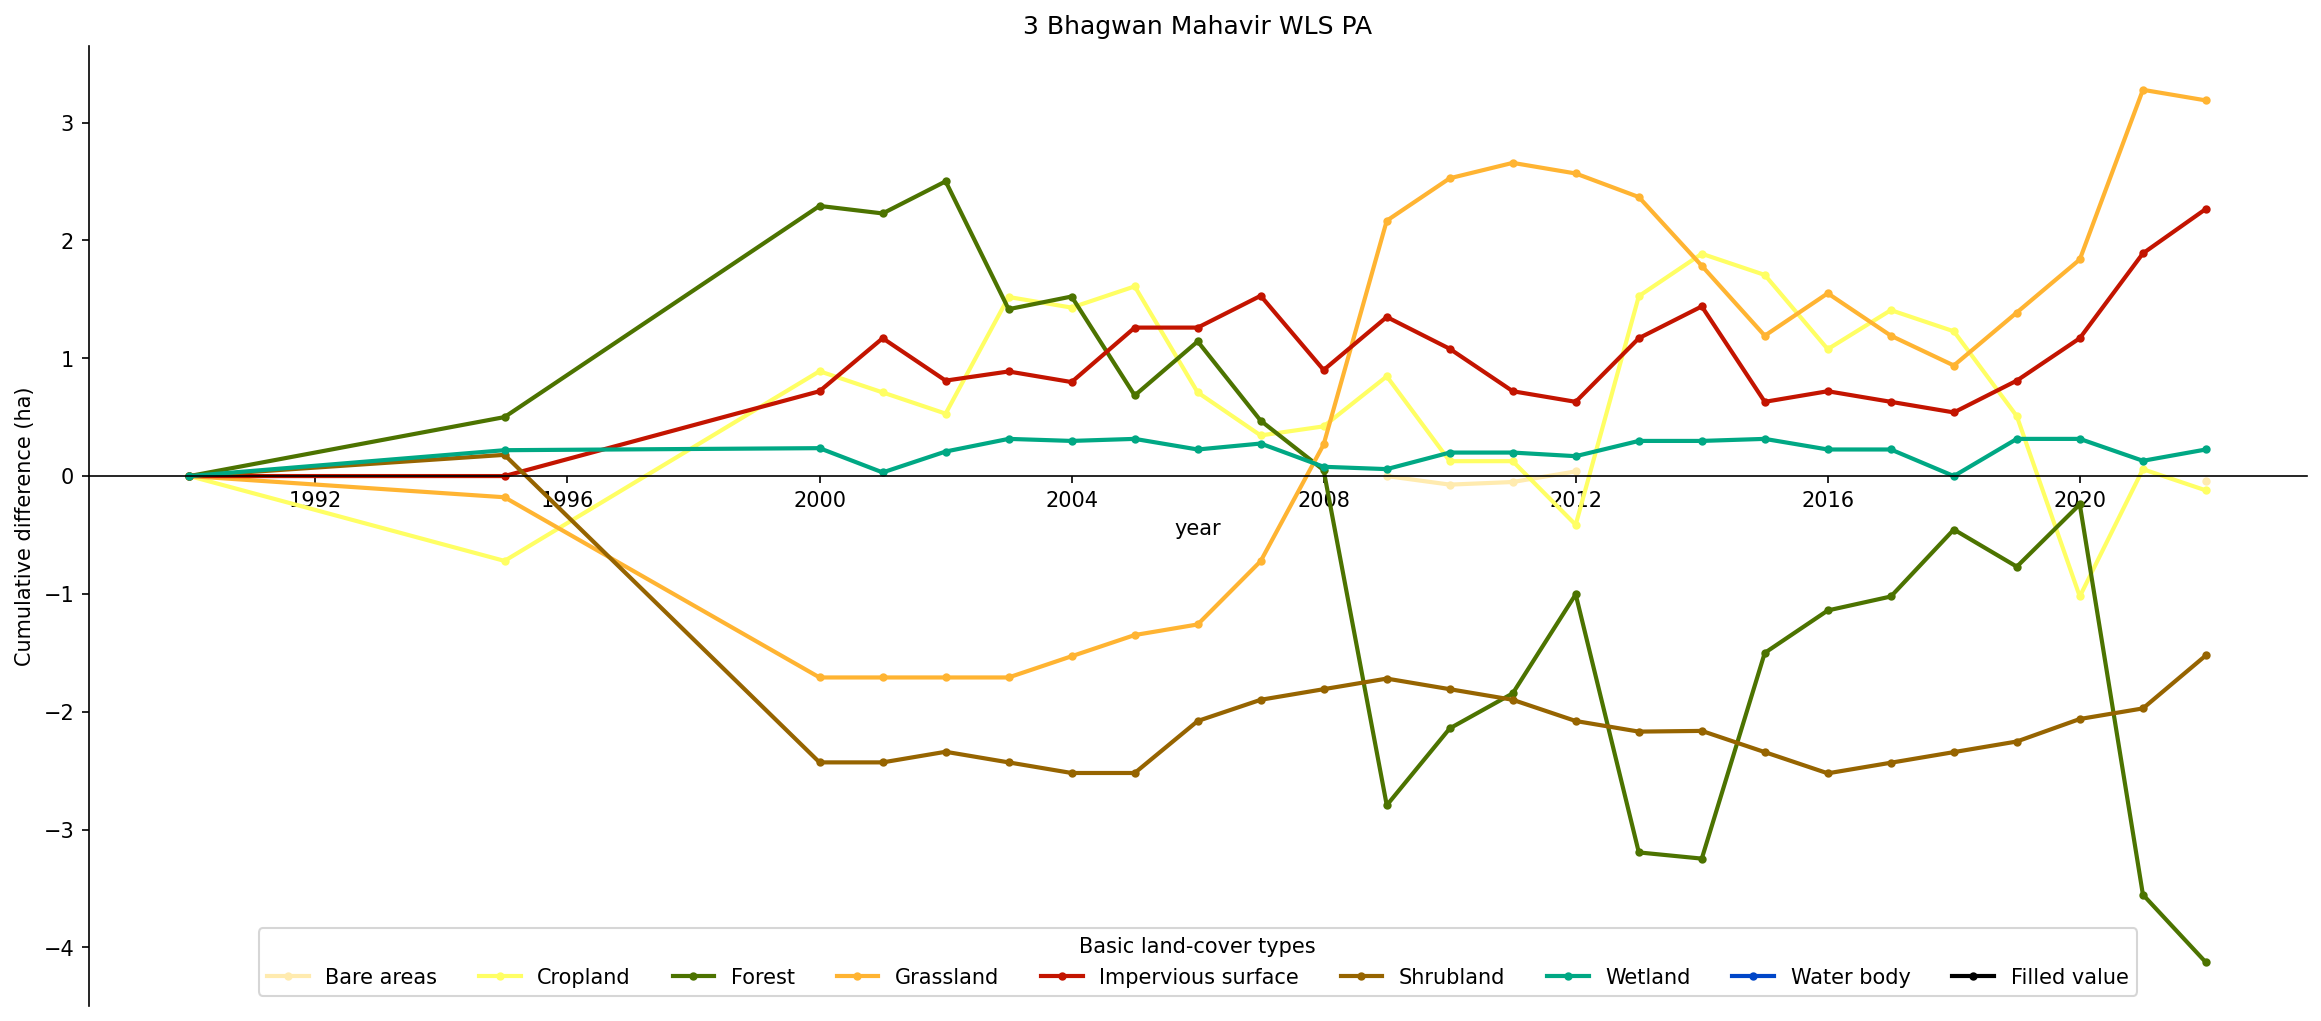 3 Bhagwan Mahavir WLS PA
Cumulative difference (ha)
3
2
1
0
−1
−2
−3
−4
1992 1996 2000 2004 2008 2012 2016 2020
year
Basic land-cover types
Bare areas Cropland Forest Grassland Impervious surface Shrubland Wetland Water body Filled value